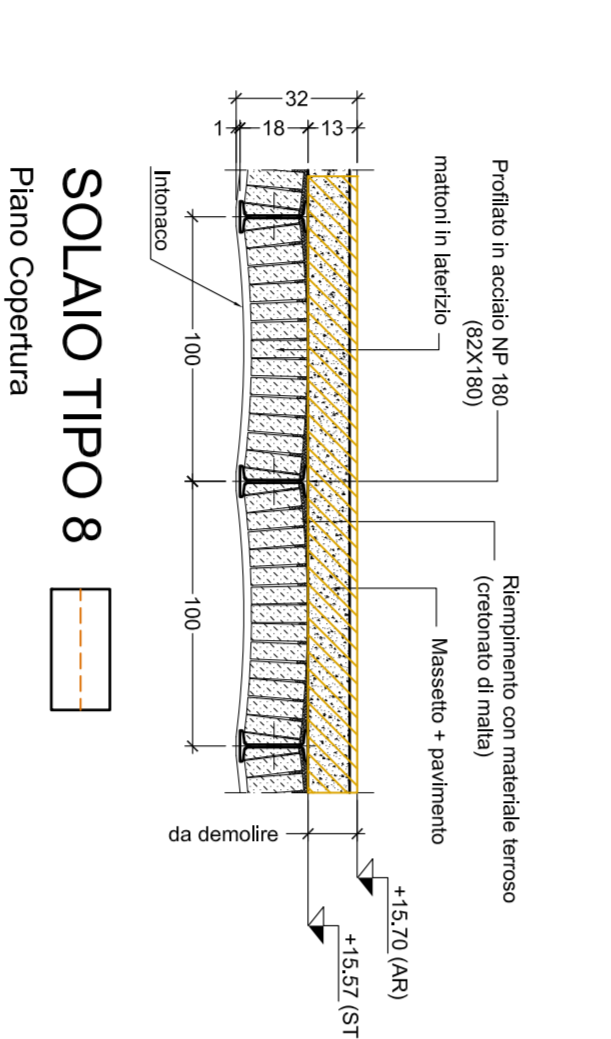 Profilato in acciaio NP 180
(82X180)
mattoni in laterizio
Riempimento con materiale terroso
(cretonato di malta)
Massetto + pavimento
32
1
18
13
Intonaco
100
100
da demolire
+15.70 (AR)
+15.57 (ST
SOLAIO TIPO 8
Piano Copertura